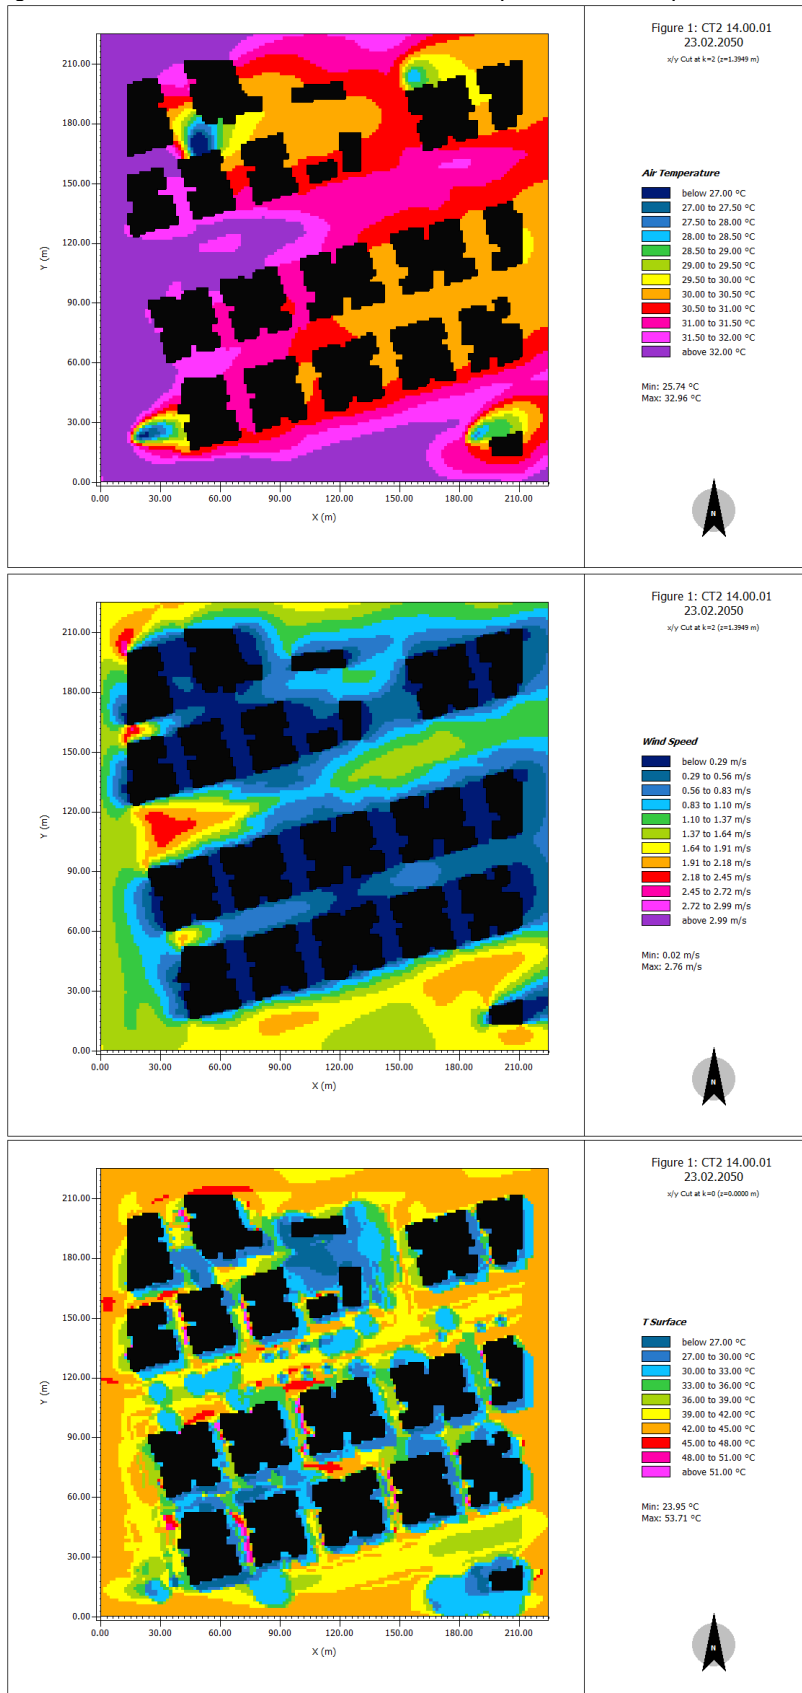 Figure 1: CT2 14.00.01
23.02.2050
x/y Cut at k=2 (z=1.3949 m)
210.00
180.00
150.00
120.00
90.00
60.00
30.00
0.00
Y (m)
0.00 30.00 60.00 90.00 120.00 150.00 180.00 210.00
X (m)
Air Temperature
below 27.00 °C
27.00 to 27.50 °C
27.50 to 28.00 °C
28.00 to 28.50 °C
28.50 to 29.00 °C
29.00 to 29.50 °C
29.50 to 30.00 °C
30.00 to 30.50 °C
30.50 to 31.00 °C
31.00 to 31.50 °C
31.50 to 32.00 °C
above 32.00 °C
Min: 25.74 °C
Max: 32.96 °C
N
Figure 1: CT2 14.00.01
23.02.2050
x/y Cut at k=2 (z=1.3949 m)
210.00
180.00
150.00
120.00
90.00
60.00
30.00
0.00
Y (m)
0.00 30.00 60.00 90.00 120.00 150.00 180.00 210.00
X (m)
Wind Speed
below 0.29 m/s
0.29 to 0.56 m/s
0.56 to 0.83 m/s
0.83 to 1.10 m/s
1.10 to 1.37 m/s
1.37 to 1.64 m/s
1.64 to 1.91 m/s
1.91 to 2.18 m/s
2.18 to 2.45 m/s
2.45 to 2.72 m/s
2.72 to 2.99 m/s
above 2.99 m/s
Min: 0.02 m/s
Max: 2.76 m/s
N
Figure 1: CT2 14.00.01
23.02.2050
x/y Cut at k=0 (z=0.0000 m)
210.00
180.00
150.00
120.00
90.00
60.00
30.00
0.00
Y (m)
0.00 30.00 60.00 90.00 120.00 150.00 180.00 210.00
X (m)
T Surface
below 27.00 °C
27.00 to 30.00 °C
30.00 to 33.00 °C
33.00 to 36.00 °C
36.00 to 39.00 °C
39.00 to 42.00 °C
42.00 to 45.00 °C
45.00 to 48.00 °C
48.00 to 51.00 °C
above 51.00 °C
Min: 23.95 °C
Max: 53.71 °C
N